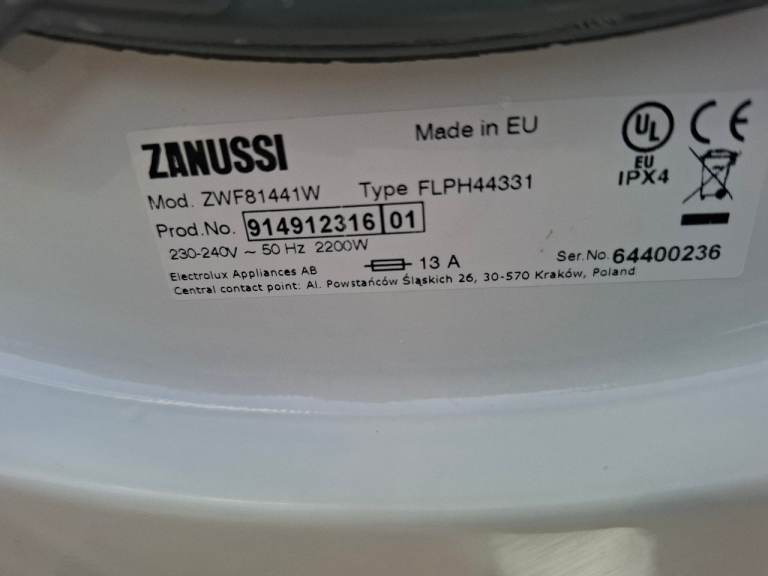 ZANUSSI
Made in EU
UL
CE
EU
IPX4
Mod. ZWF81441W Type FLPH44331
Prod.No. 914912316 01
230-240V ~ 50 Hz 2200W
13 A
Ser.No. 64400236
Electrolux Appliances AB
Central contact point: Al. Powstańców Śląskich 26, 30-570 Kraków, Poland